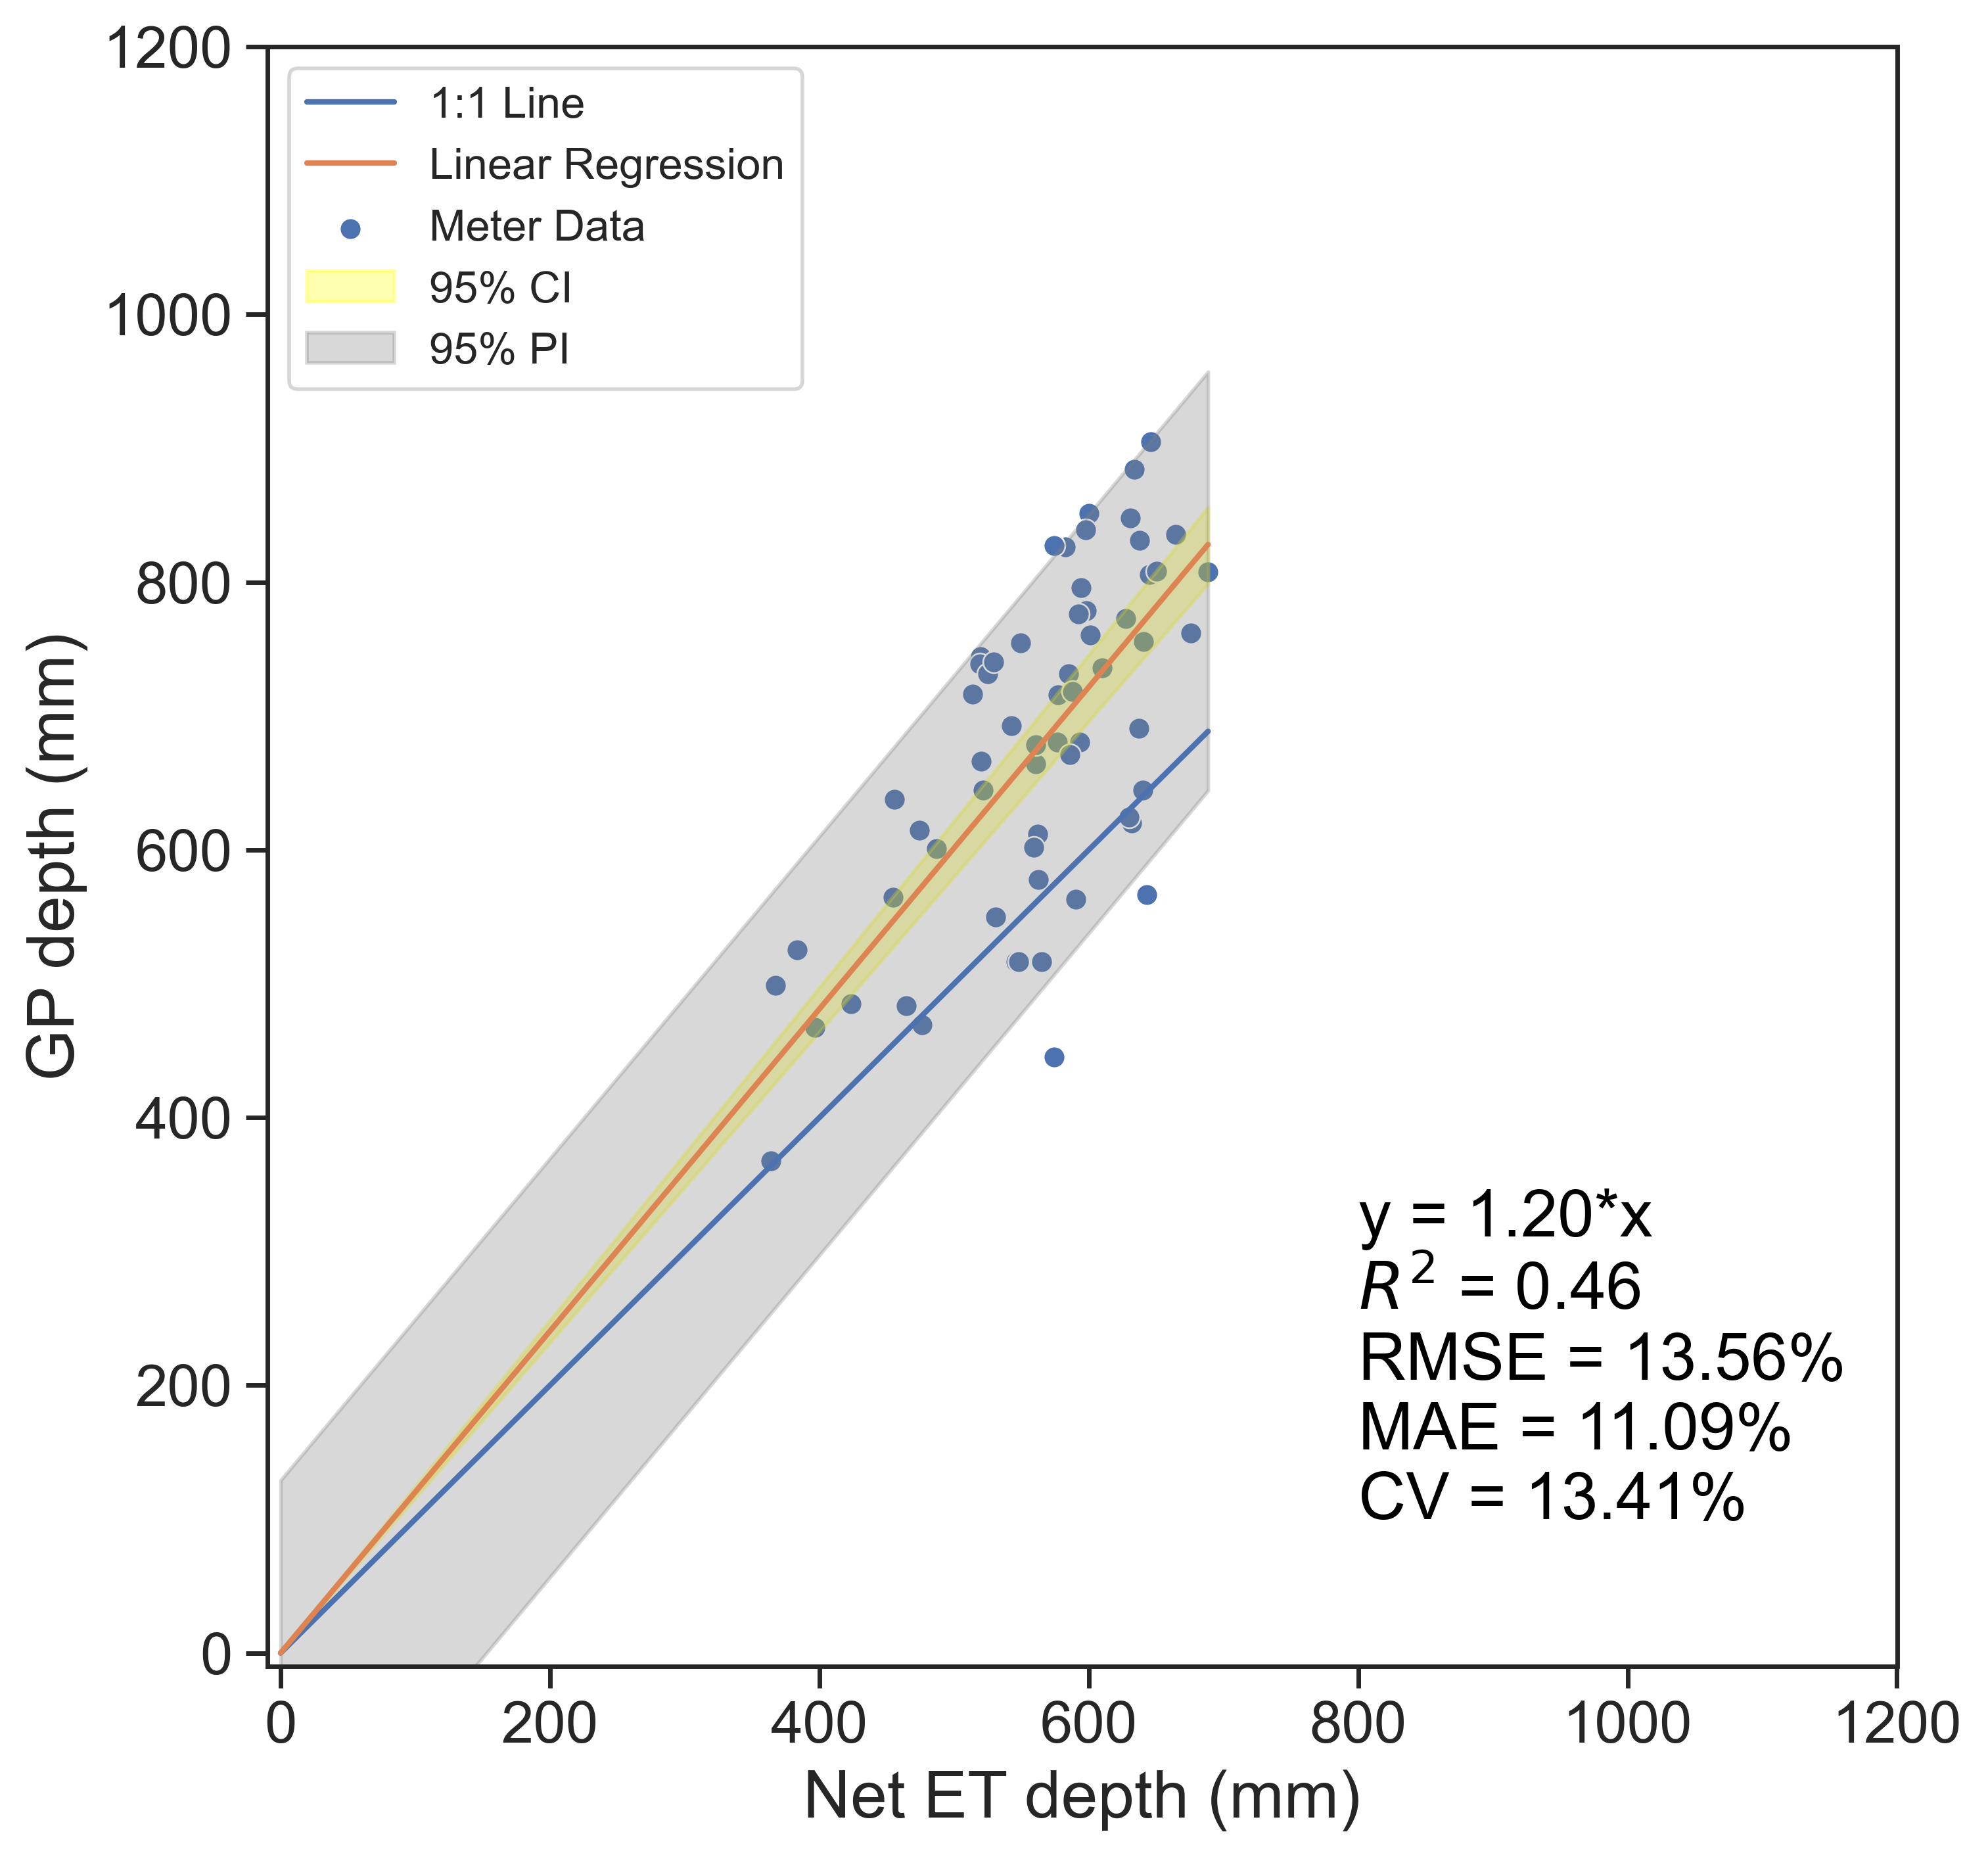 1200
1000
800
600
400
200
0
GP depth (mm)
1:1 Line
Linear Regression
Meter Data
95% CI
95% PI
y = 1.20*x
R² = 0.46
RMSE = 13.56%
MAE = 11.09%
CV = 13.41%
0 200 400 600 800 1000 1200
Net ET depth (mm)